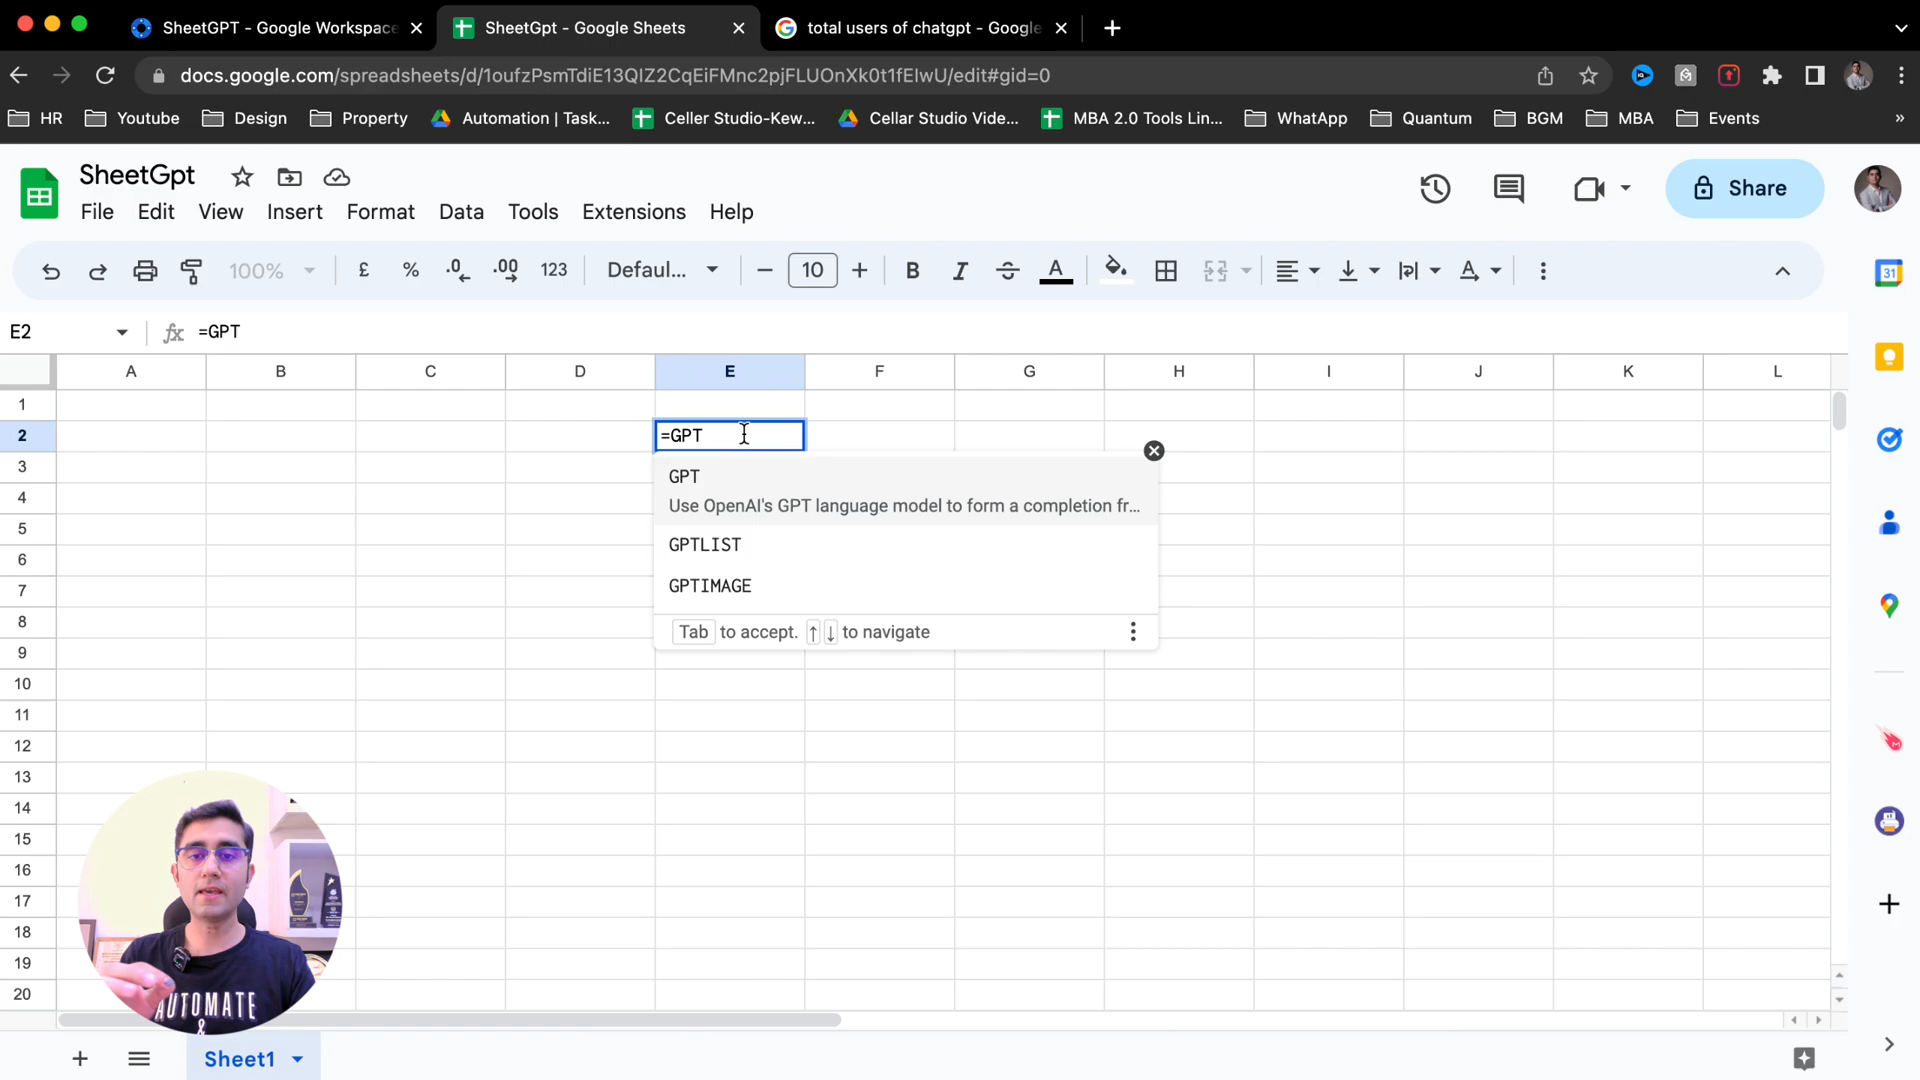 SheetGPT - Google Workspace
SheetGpt - Google Sheets
total users of chatgpt - Google
docs.google.com/spreadsheets/d/1oufzPsmTdiE13QIZ2CqEiFMnc2pjFLUOnXk0t1fEIwU/edit#gid=0
HR
Youtube
Design
Property
Automation | Task...
Celler Studio-Kew...
Cellar Studio Vide...
MBA 2.0 Tools Lin...
WhatApp
Quantum
BGM
MBA
Events
»
SheetGpt
Share
File Edit View Insert Format Data Tools Extensions Help
100% £ % .0 .00 123 Defaul... − 10 + B I S A
31
E2 fx =GPT
A B C D E F G H I J K L
1
2 =GPT
3
4
5
6
7
8
9
10
11
12
13
14
15
16
17
18
19
20
GPT
Use OpenAI's GPT language model to form a completion fr...
GPTLIST
GPTIMAGE
Tab to accept. ↑ ↓ to navigate
AUTOMATE
&
Sheet1